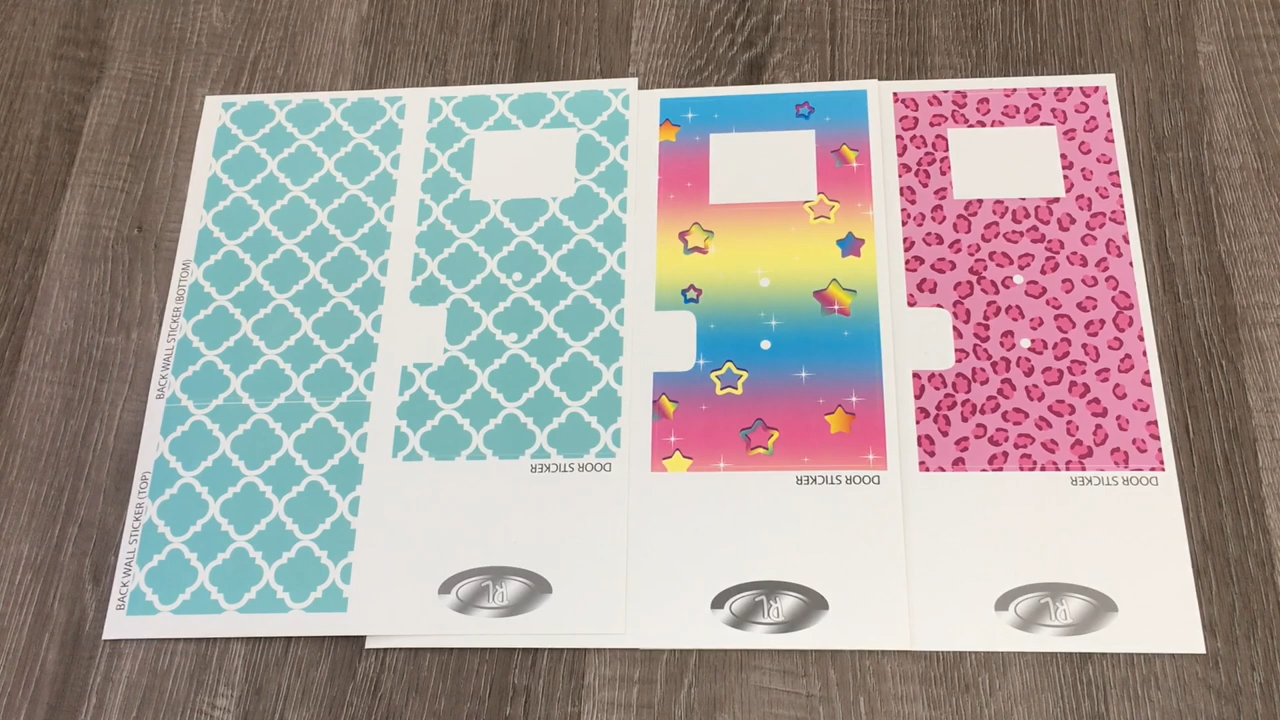 BACK WALL STICKER (BOTTOM)
BACK WALL STICKER (TOP)
DOOR STICKER
DOOR STICKER
DOOR STICKER
RL
RL
RL